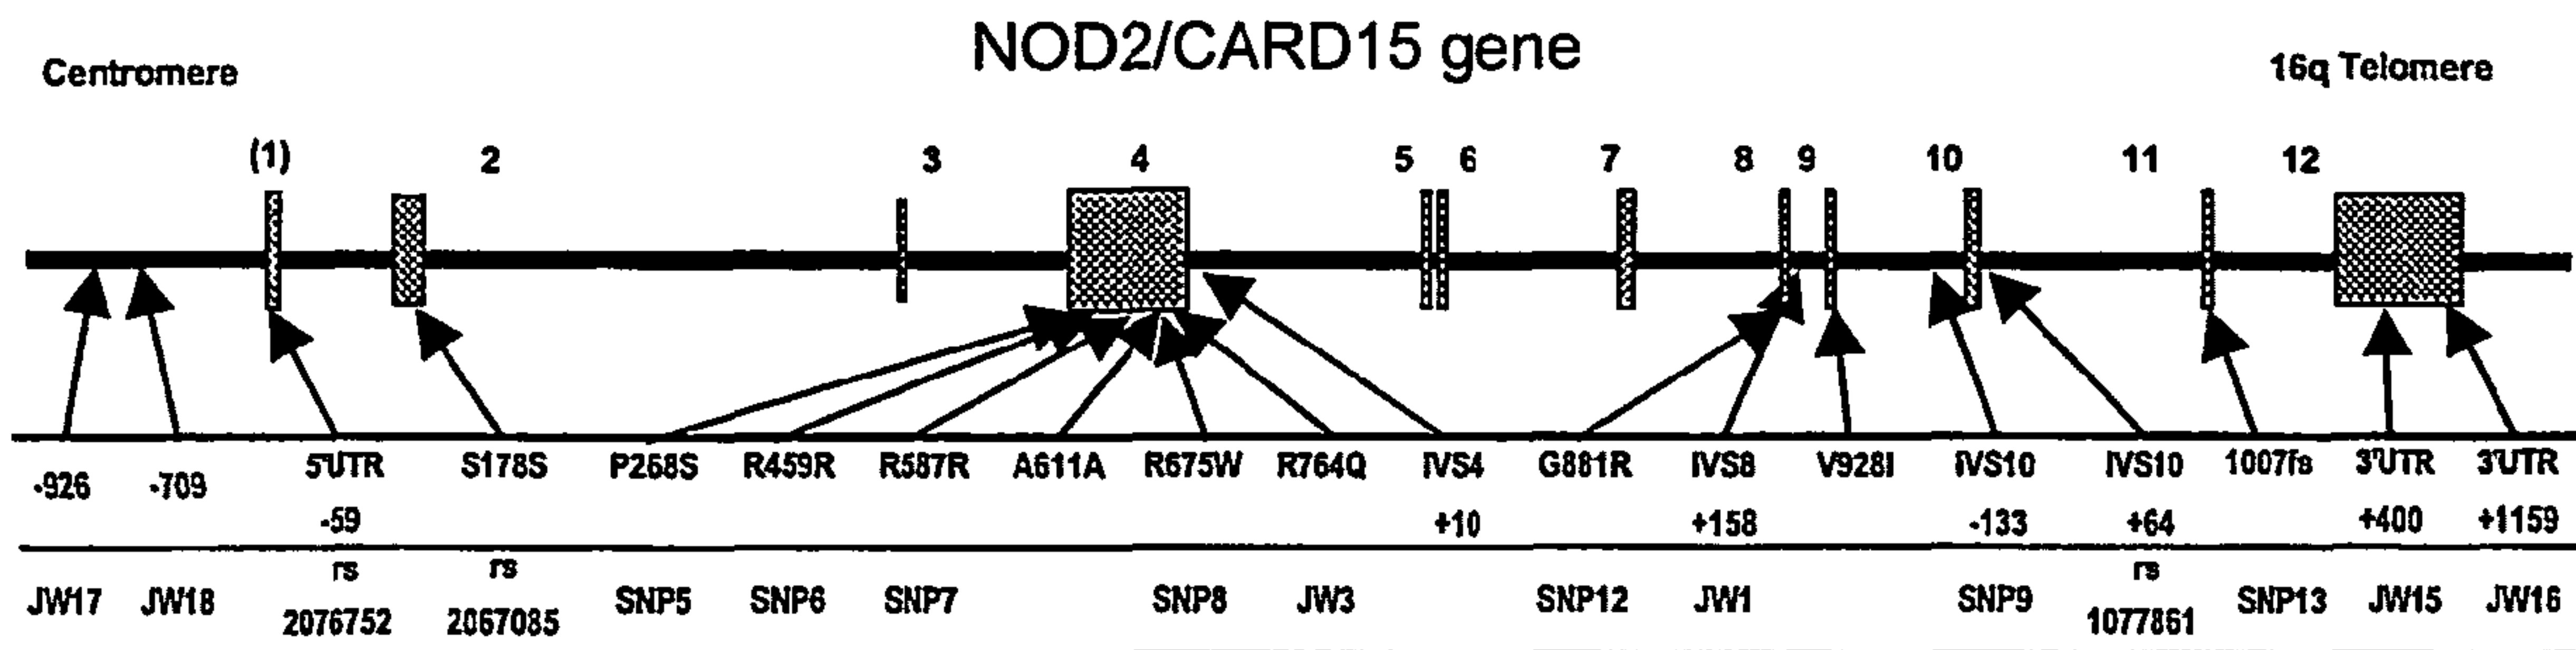 NOD2/CARD15 gene
Centromere 16q Telomere
(1) 2 3 4 5 6 7 8 9 10 11 12
-926 -709 5'UTR S178S P268S R459R R587R A611A R675W R764Q IVS4 G881R IVS8 V928I IVS10 IVS10 1007fs 3'UTR 3'UTR
-59 +10 +158 -133 +64 +400 +1159
rs rs rs
JW17 JW18 2076752 2067085 SNP5 SNP6 SNP7 SNP8 JW3 SNP12 JW1 SNP9 1077861 SNP13 JW15 JW16